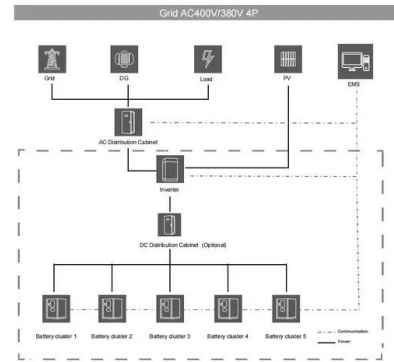 Grid AC400V/380V 4P
Grid DG Load PV EMS
AC Distribution Cabinet
Inverter
DC Distribution Cabinet (Optional)
Battery cluster 1 Battery cluster 2 Battery cluster 3 Battery cluster 4 Battery cluster 5
Communication
Power